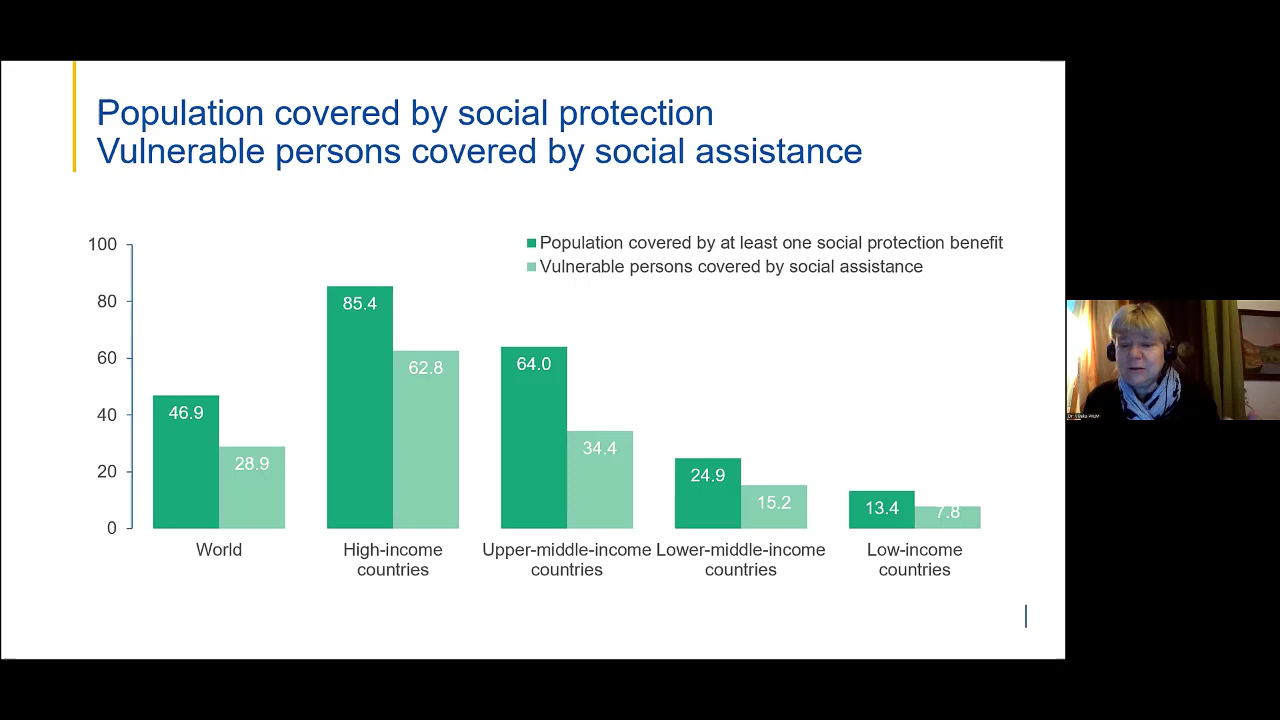 Population covered by social protection
Vulnerable persons covered by social assistance
Population covered by at least one social protection benefit
Vulnerable persons covered by social assistance
100
80
60
40
20
0
46.9
28.9
85.4
62.8
64.0
34.4
24.9
15.2
13.4
7.8
World
High-income
countries
Upper-middle-income
countries
Lower-middle-income
countries
Low-income
countries